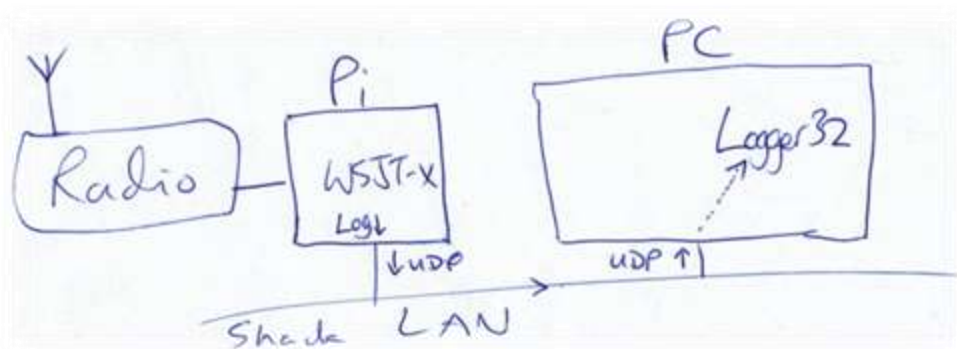 PC
Pi
Radio
WSJT-X
Log↓
Logger32
↓UDP
UDP ↑
Shack LAN